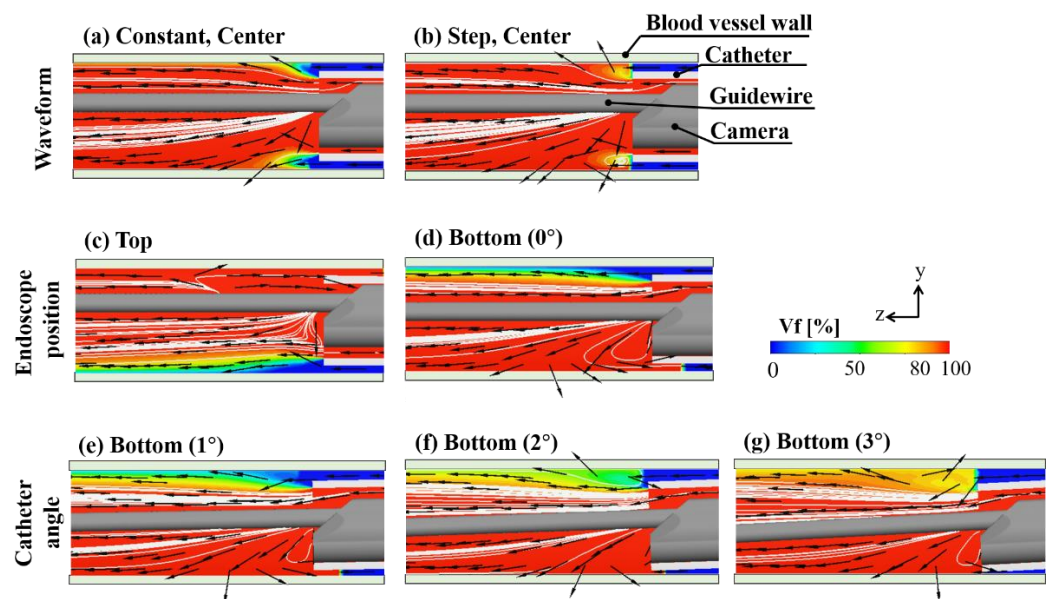 (a) Constant, Center
(b) Step, Center
Blood vessel wall
Catheter
Guidewire
Camera
Waveform
(c) Top
(d) Bottom (0°)
Endoscope
position
y
z
Vf [%]
0 50 80 100
(e) Bottom (1°)
(f) Bottom (2°)
(g) Bottom (3°)
Catheter
angle